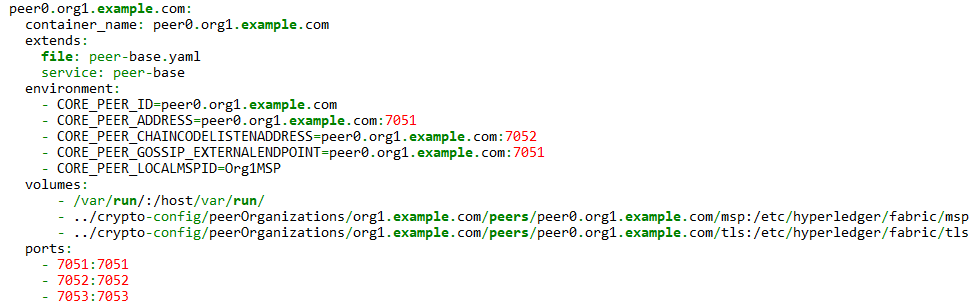 peer0.org1.example.com:
  container_name: peer0.org1.example.com
  extends:
    file: peer-base.yaml
    service: peer-base
  environment:
    - CORE_PEER_ID=peer0.org1.example.com
    - CORE_PEER_ADDRESS=peer0.org1.example.com:7051
    - CORE_PEER_CHAINCODELISTENADDRESS=peer0.org1.example.com:7052
    - CORE_PEER_GOSSIP_EXTERNALENDPOINT=peer0.org1.example.com:7051
    - CORE_PEER_LOCALMSPID=Org1MSP
  volumes:
      - /var/run/:/host/var/run/
      - ../crypto-config/peerOrganizations/org1.example.com/peers/peer0.org1.example.com/msp:/etc/hyperledger/fabric/msp
      - ../crypto-config/peerOrganizations/org1.example.com/peers/peer0.org1.example.com/tls:/etc/hyperledger/fabric/tls
  ports:
    - 7051:7051
    - 7052:7052
    - 7053:7053